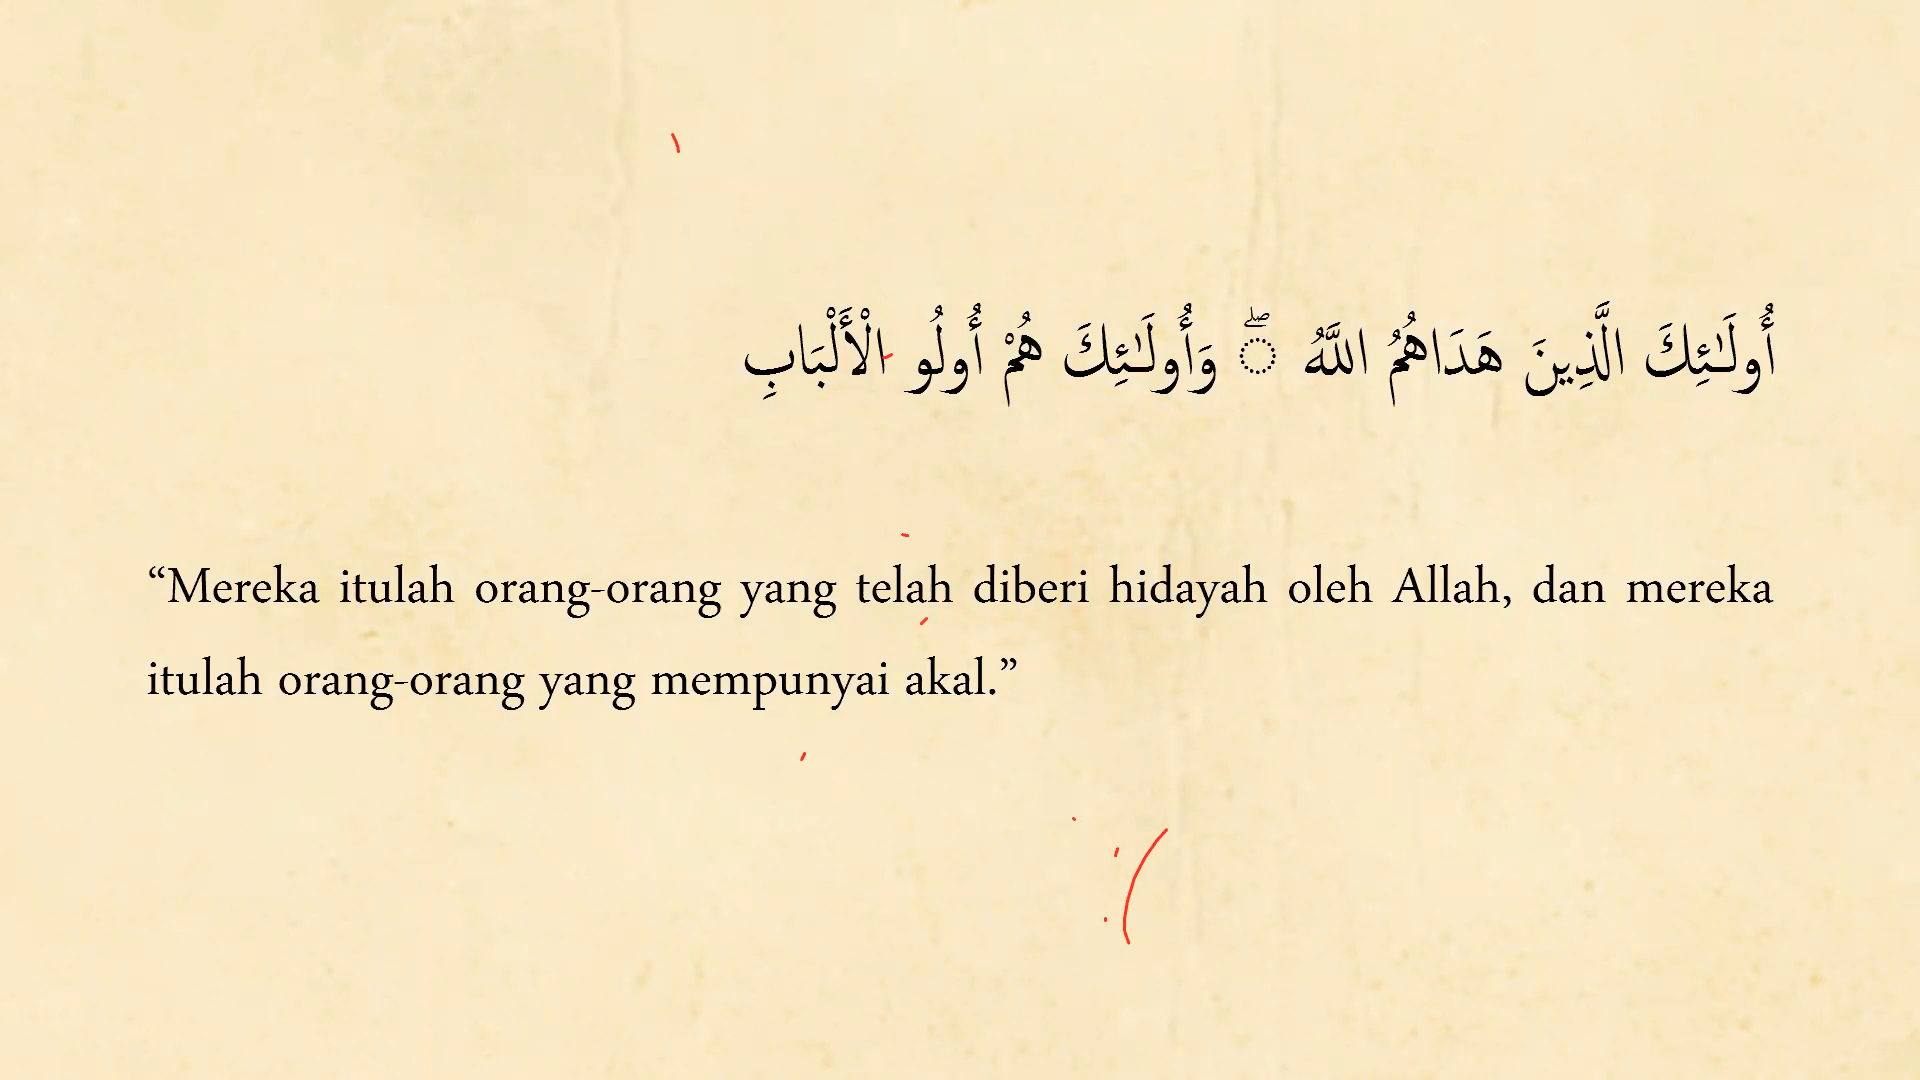 أُولَـٰئِكَ الَّذِينَ هَدَاهُمُ اللَّهُ ۖ وَأُولَـٰئِكَ هُمْ أُولُو الْأَلْبَابِ
“Mereka itulah orang-orang yang telah diberi hidayah oleh Allah, dan mereka
itulah orang-orang yang mempunyai akal.”